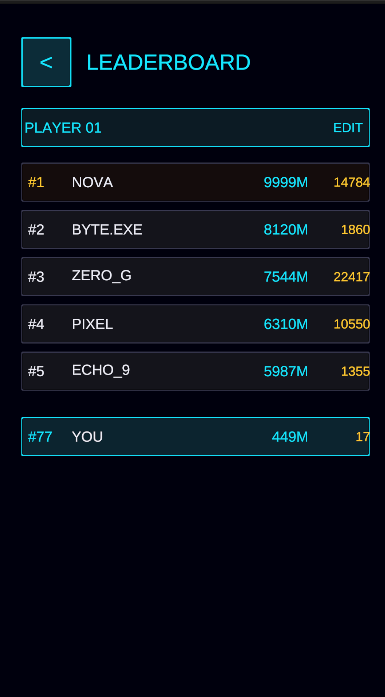 <
LEADERBOARD
PLAYER 01 EDIT
#1 NOVA 9999M 14784
#2 BYTE.EXE 8120M 1860
#3 ZERO_G 7544M 22417
#4 PIXEL 6310M 10550
#5 ECHO_9 5987M 1355
#77 YOU 449M 17